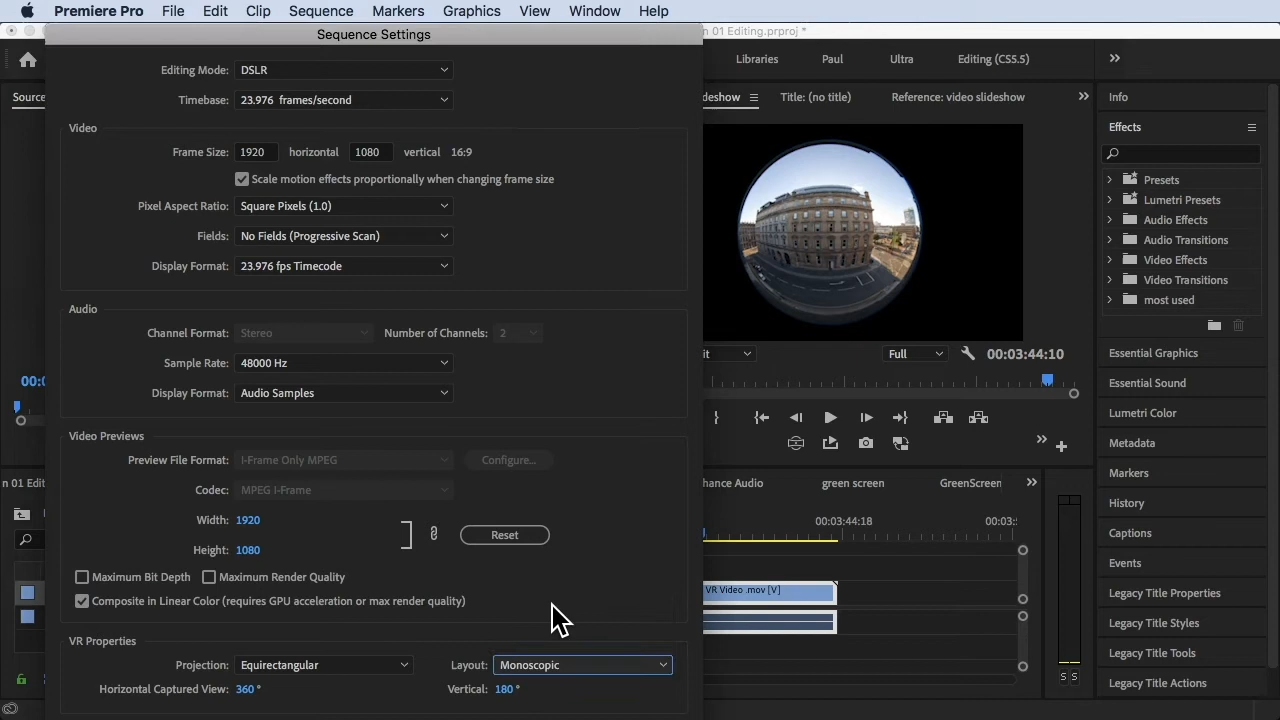 Premiere Pro File Edit Clip Sequence Markers Graphics View Window Help
n 01 Editing.prproj *
Sequence Settings
Libraries Paul Ultra Editing (CS5.5)
Source
deshow Title: (no title) Reference: video slideshow
Info
Editing Mode: DSLR
Timebase: 23.976 frames/second
Video
Frame Size: 1920 horizontal 1080 vertical 16:9
Scale motion effects proportionally when changing frame size
Pixel Aspect Ratio: Square Pixels (1.0)
Fields: No Fields (Progressive Scan)
Display Format: 23.976 fps Timecode
Audio
Channel Format: Stereo Number of Channels: 2
Sample Rate: 48000 Hz
Display Format: Audio Samples
Video Previews
Preview File Format: I-Frame Only MPEG Configure...
Codec: MPEG I-Frame
Width: 1920
Height: 1080
Reset
Maximum Bit Depth Maximum Render Quality
Composite in Linear Color (requires GPU acceleration or max render quality)
VR Properties
Projection: Equirectangular Layout: Monoscopic
Horizontal Captured View: 360 ° Vertical: 180 °
00:0
n 01 Editi
it Full 00:03:44:10
hance Audio green screen GreenScreen
00:03:44:18 00:03:
VR Video .mov [V]
S S
Effects
Presets
Lumetri Presets
Audio Effects
Audio Transitions
Video Effects
Video Transitions
most used
Essential Graphics
Essential Sound
Lumetri Color
Metadata
Markers
History
Captions
Events
Legacy Title Properties
Legacy Title Styles
Legacy Title Tools
Legacy Title Actions